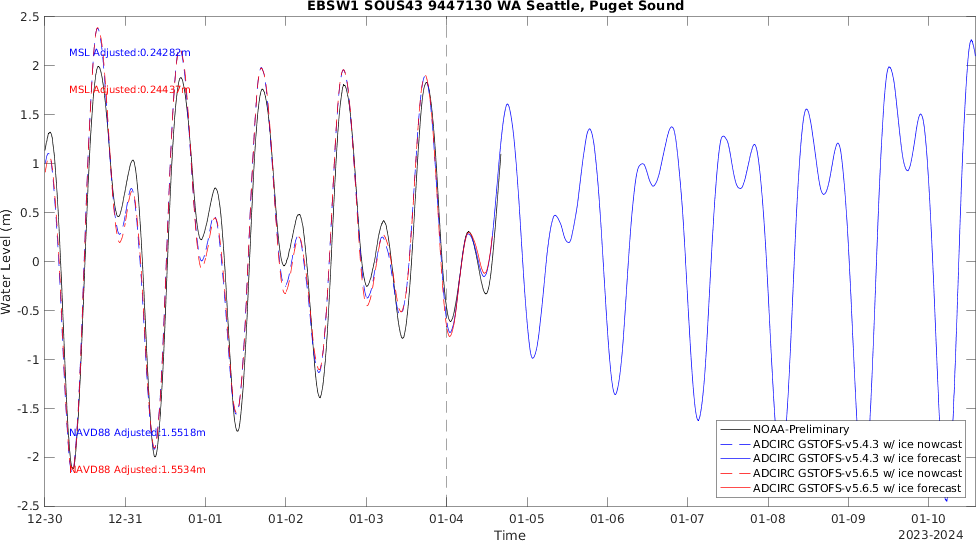 EBSW1 SOUS43 9447130 WA Seattle, Puget Sound
2.5
2
1.5
1
0.5
0
-0.5
-1
-1.5
-2
-2.5
Water Level (m)
MSL Adjusted:0.24282m
MSL Adjusted:0.24437m
NAVD88 Adjusted:1.5518m
NAVD88 Adjusted:1.5534m
NOAA-Preliminary
ADCIRC GSTOFS-v5.4.3 w/ ice nowcast
ADCIRC GSTOFS-v5.4.3 w/ ice forecast
ADCIRC GSTOFS-v5.6.5 w/ ice nowcast
ADCIRC GSTOFS-v5.6.5 w/ ice forecast
12-30 12-31 01-01 01-02 01-03 01-04 01-05 01-06 01-07 01-08 01-09 01-10
Time
2023-2024